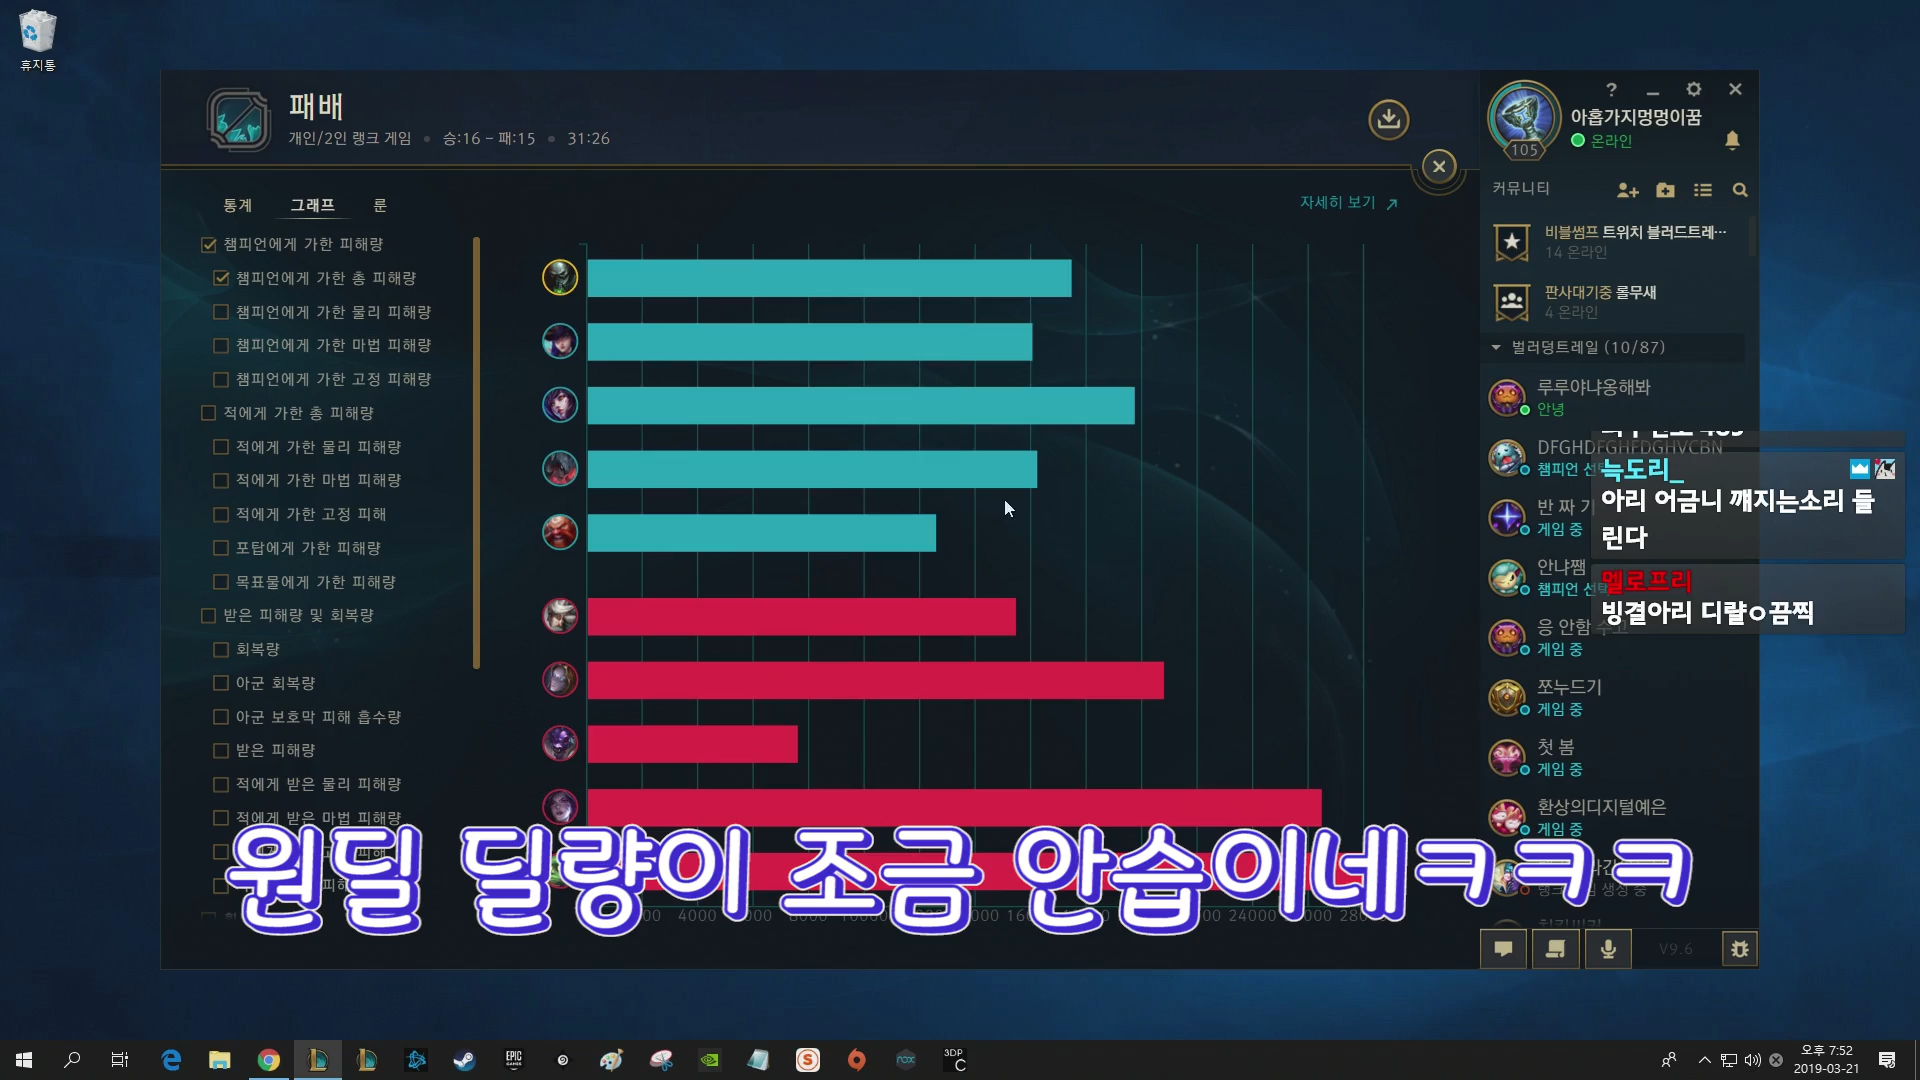 휴지통
패배
개인/2인 랭크 게임 • 승:16 - 패:15 • 31:26
통계 그래프 룬
자세히 보기
챔피언에게 가한 피해량
챔피언에게 가한 총 피해량
챔피언에게 가한 물리 피해량
챔피언에게 가한 마법 피해량
챔피언에게 가한 고정 피해량
적에게 가한 총 피해량
적에게 가한 물리 피해량
적에게 가한 마법 피해량
적에게 가한 고정 피해
포탑에게 가한 피해량
목표물에게 가한 피해량
받은 피해량 및 회복량
회복량
아군 회복량
아군 보호막 피해 흡수량
받은 피해량
적에게 받은 물리 피해량
적에게 받은 마법 피해량
4000
24000
원딜 딜량이 조금 안습이네ㅋㅋㅋ
105
아홉가지멍멍이꿈
온라인
커뮤니티
비블썸프 트위치 블러드트레…
14 온라인
판사대기중 롤무새
4 온라인
벌러덩트레일 (10/87)
루루야냐옹해봐
안녕
DFGHDFGHFDGHVCBN
챔피언 선택
반 짜 기
게임 중
안냐쨈
챔피언 선택
응 안함
게임 중
쪼누드기
게임 중
첫 봄
게임 중
환상의디지털예은
게임 중
늑도리_
아리 어금니 깨지는소리 들
린다
멜로프리
빙결아리 디럍ㅇ끔찍
V9.6
EPIC GAMES
nox
3DP
C
오후 7:52
2019-03-21